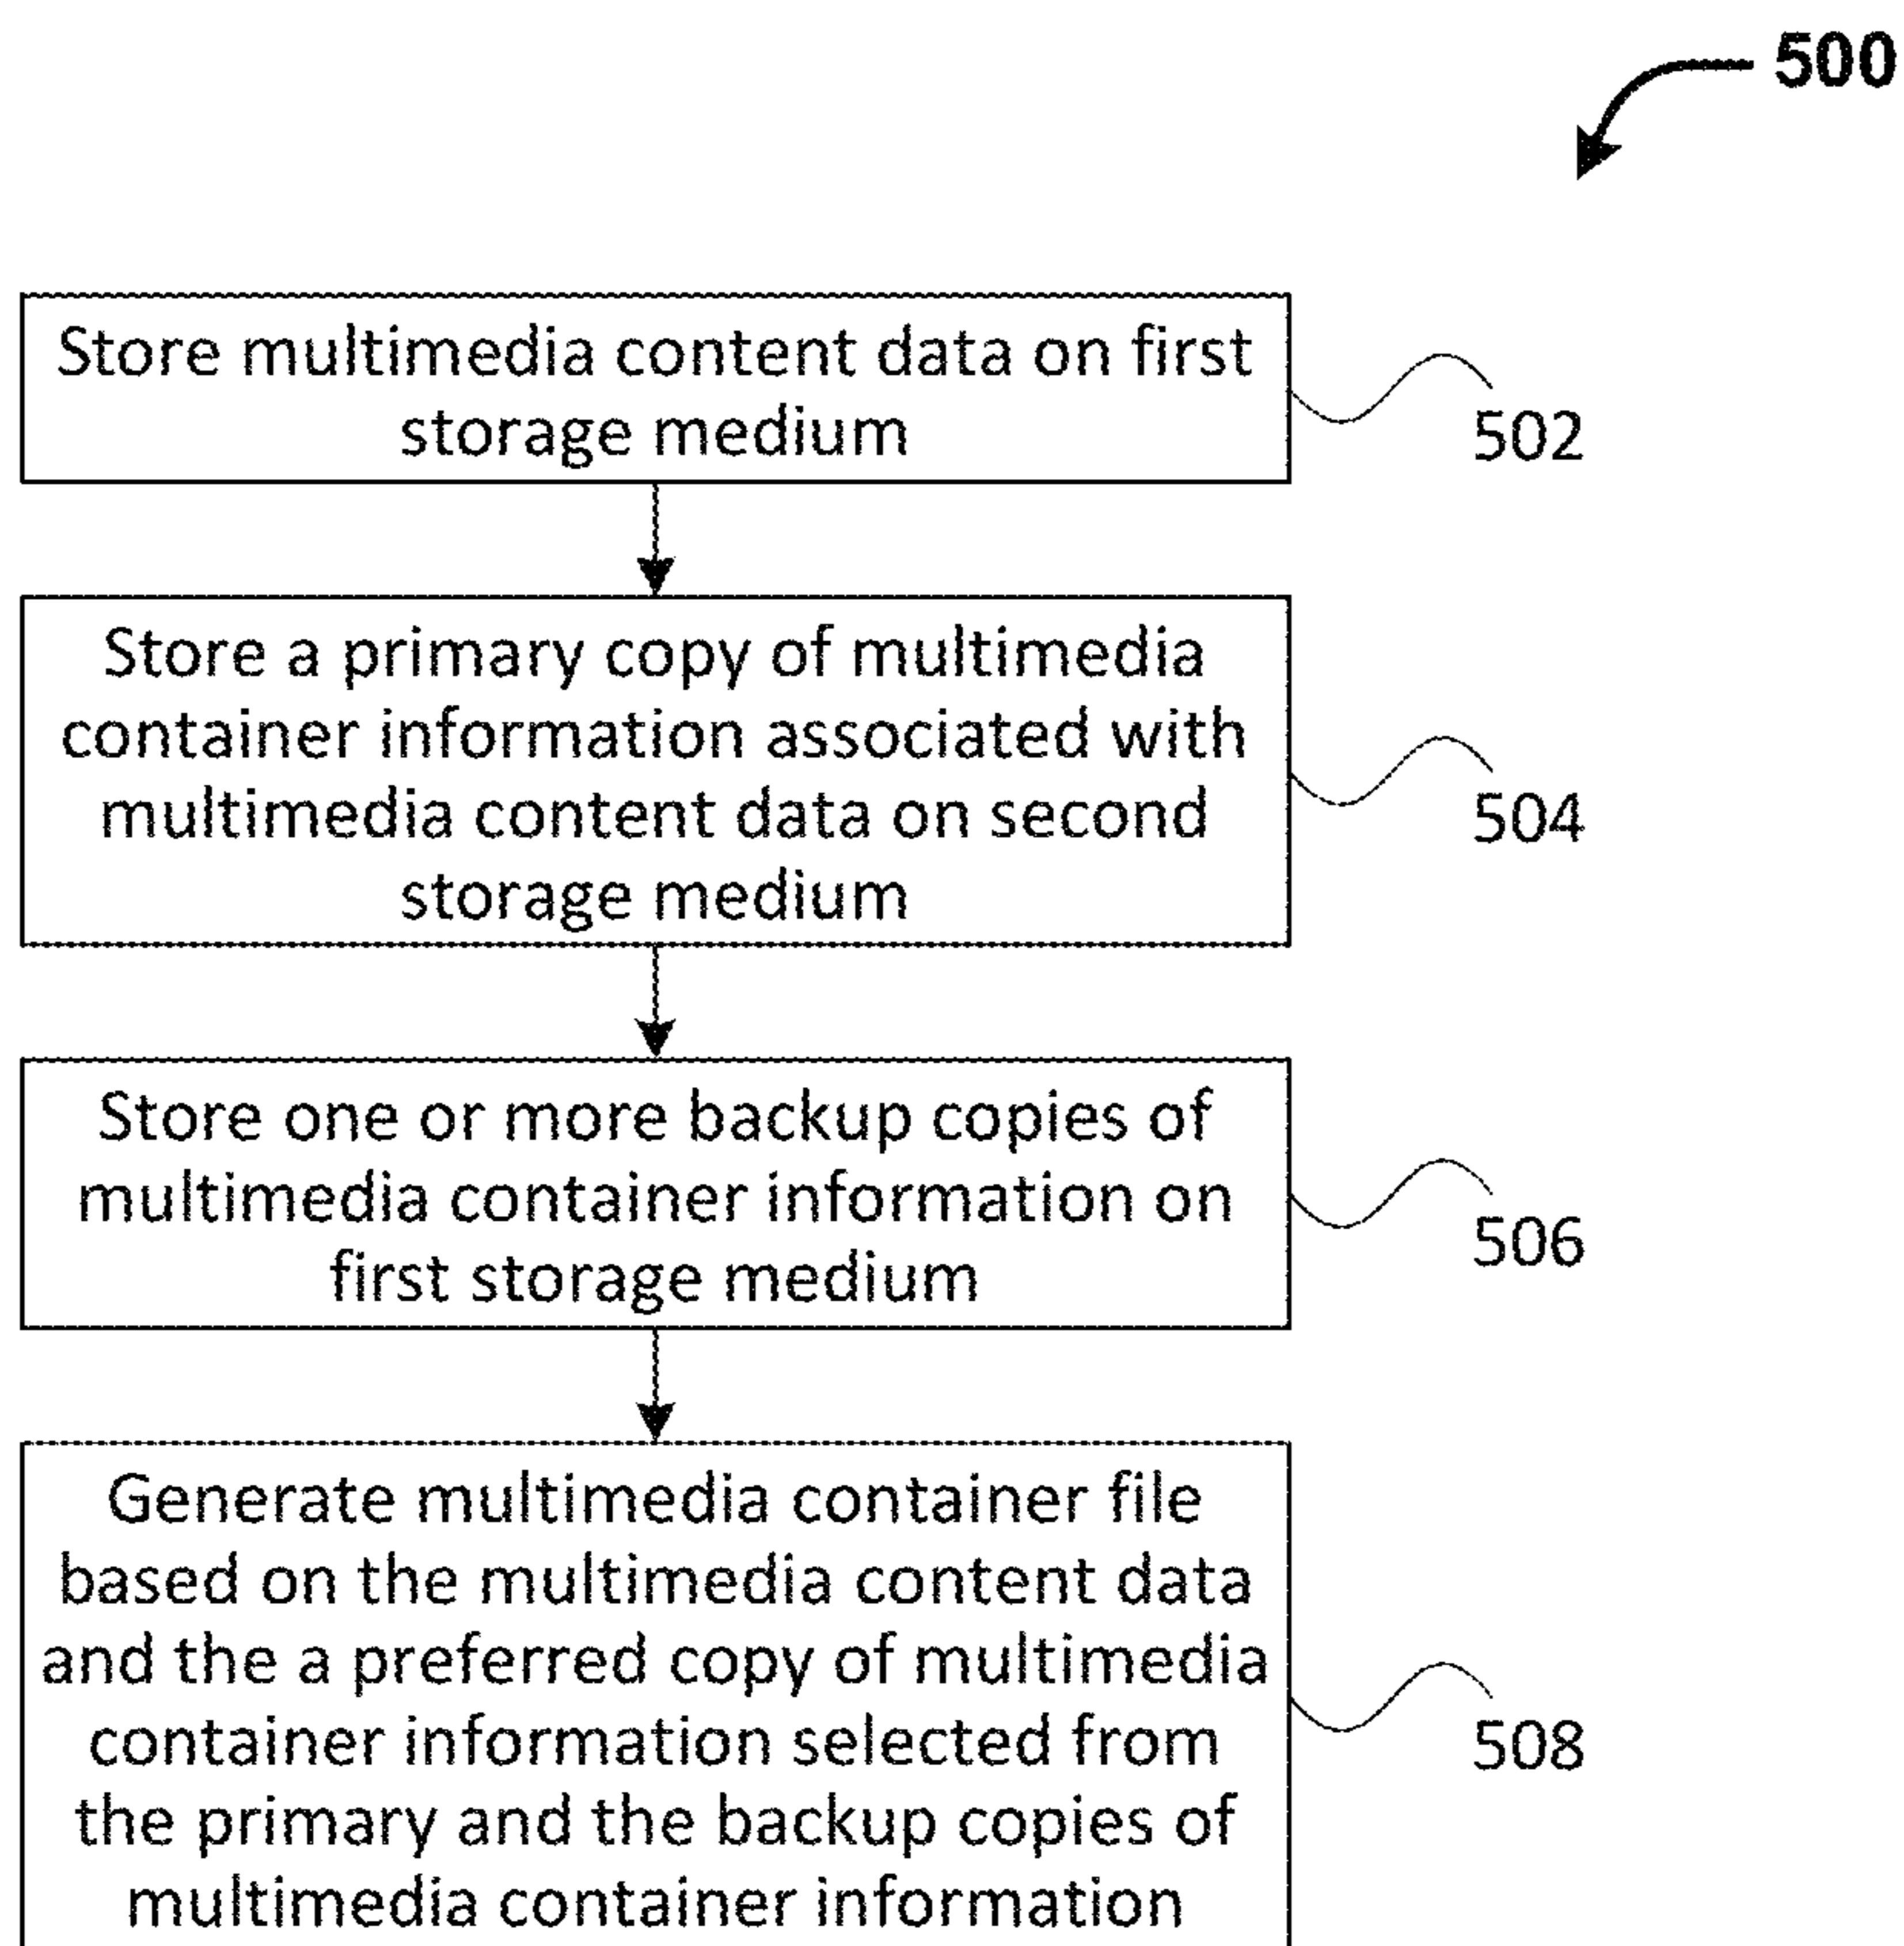 500
Store multimedia content data on first
storage medium
502
Store a primary copy of multimedia
container information associated with
multimedia content data on second
storage medium
504
Store one or more backup copies of
multimedia container information on
first storage medium
506
Generate multimedia container file
based on the multimedia content data
and the a preferred copy of multimedia
container information selected from
the primary and the backup copies of
multimedia container information
508